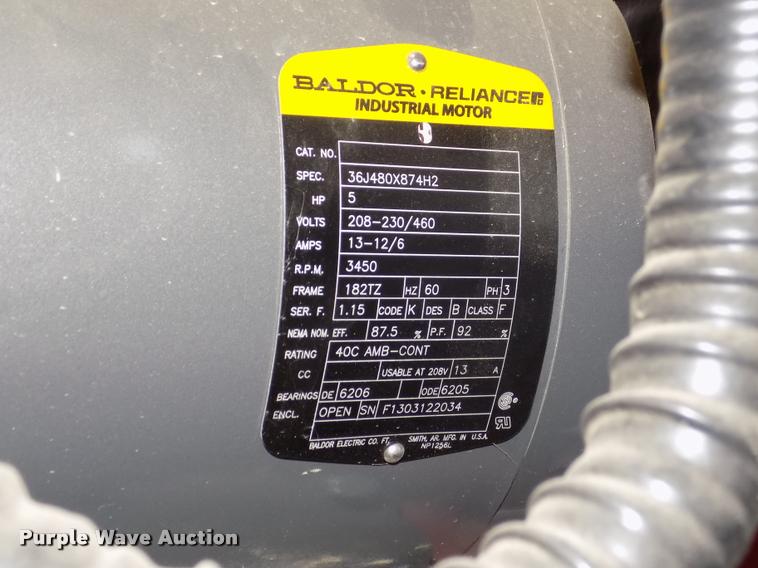 BALDOR • RELIANCE
INDUSTRIAL MOTOR
CAT. NO.
SPEC. 36J480X874H2
HP 5
VOLTS 208-230/460
AMPS 13-12/6
R.P.M. 3450
FRAME 182TZ HZ 60 PH 3
SER. F. 1.15 CODE K DES B CLASS F
NEMA NOM. EFF. 87.5 % P.F. 92 %
RATING 40C AMB-CONT
CC USABLE AT 208V 13 A
BEARINGS DE 6206 ODE 6205
ENCL. OPEN SN F1303122034
BALDOR ELECTRIC CO. FT. SMITH, AR. MFG. IN U.S.A.
NP1256L
Purple Wave Auction